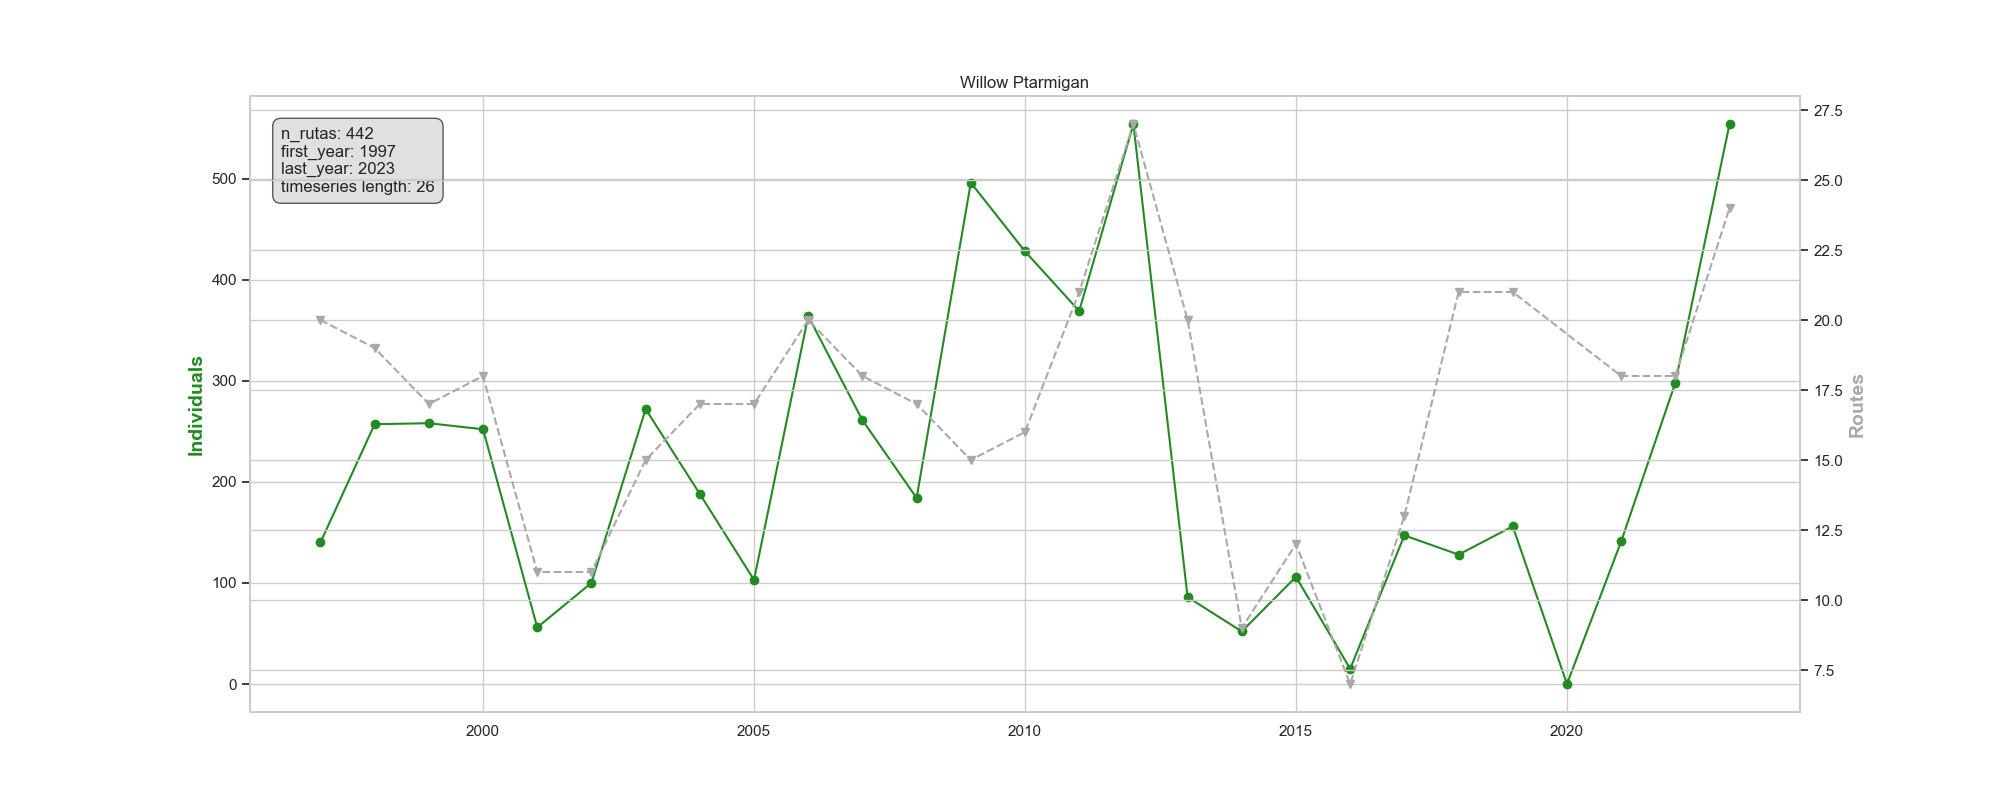 Willow Ptarmigan
n_rutas: 442
first_year: 1997
last_year: 2023
timeseries length: 26
Individuals
500
400
300
200
100
0
27.5
25.0
22.5
20.0
17.5
15.0
12.5
10.0
7.5
Routes
2000
2005
2010
2015
2020